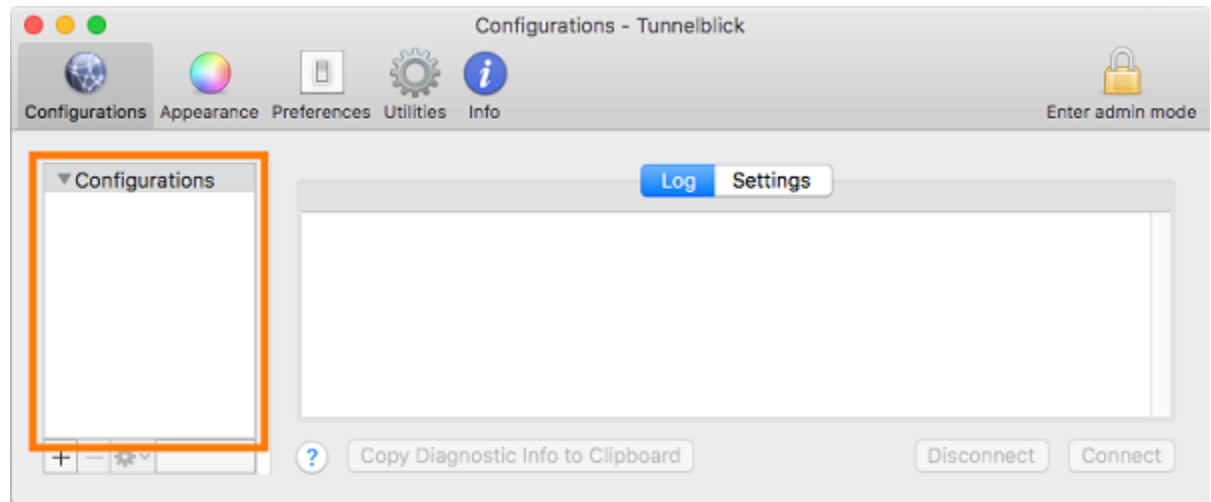 Configurations - Tunnelblick
Configurations Appearance Preferences Utilities Info Enter admin mode
Configurations
Log Settings
+ − ? Copy Diagnostic Info to Clipboard Disconnect Connect